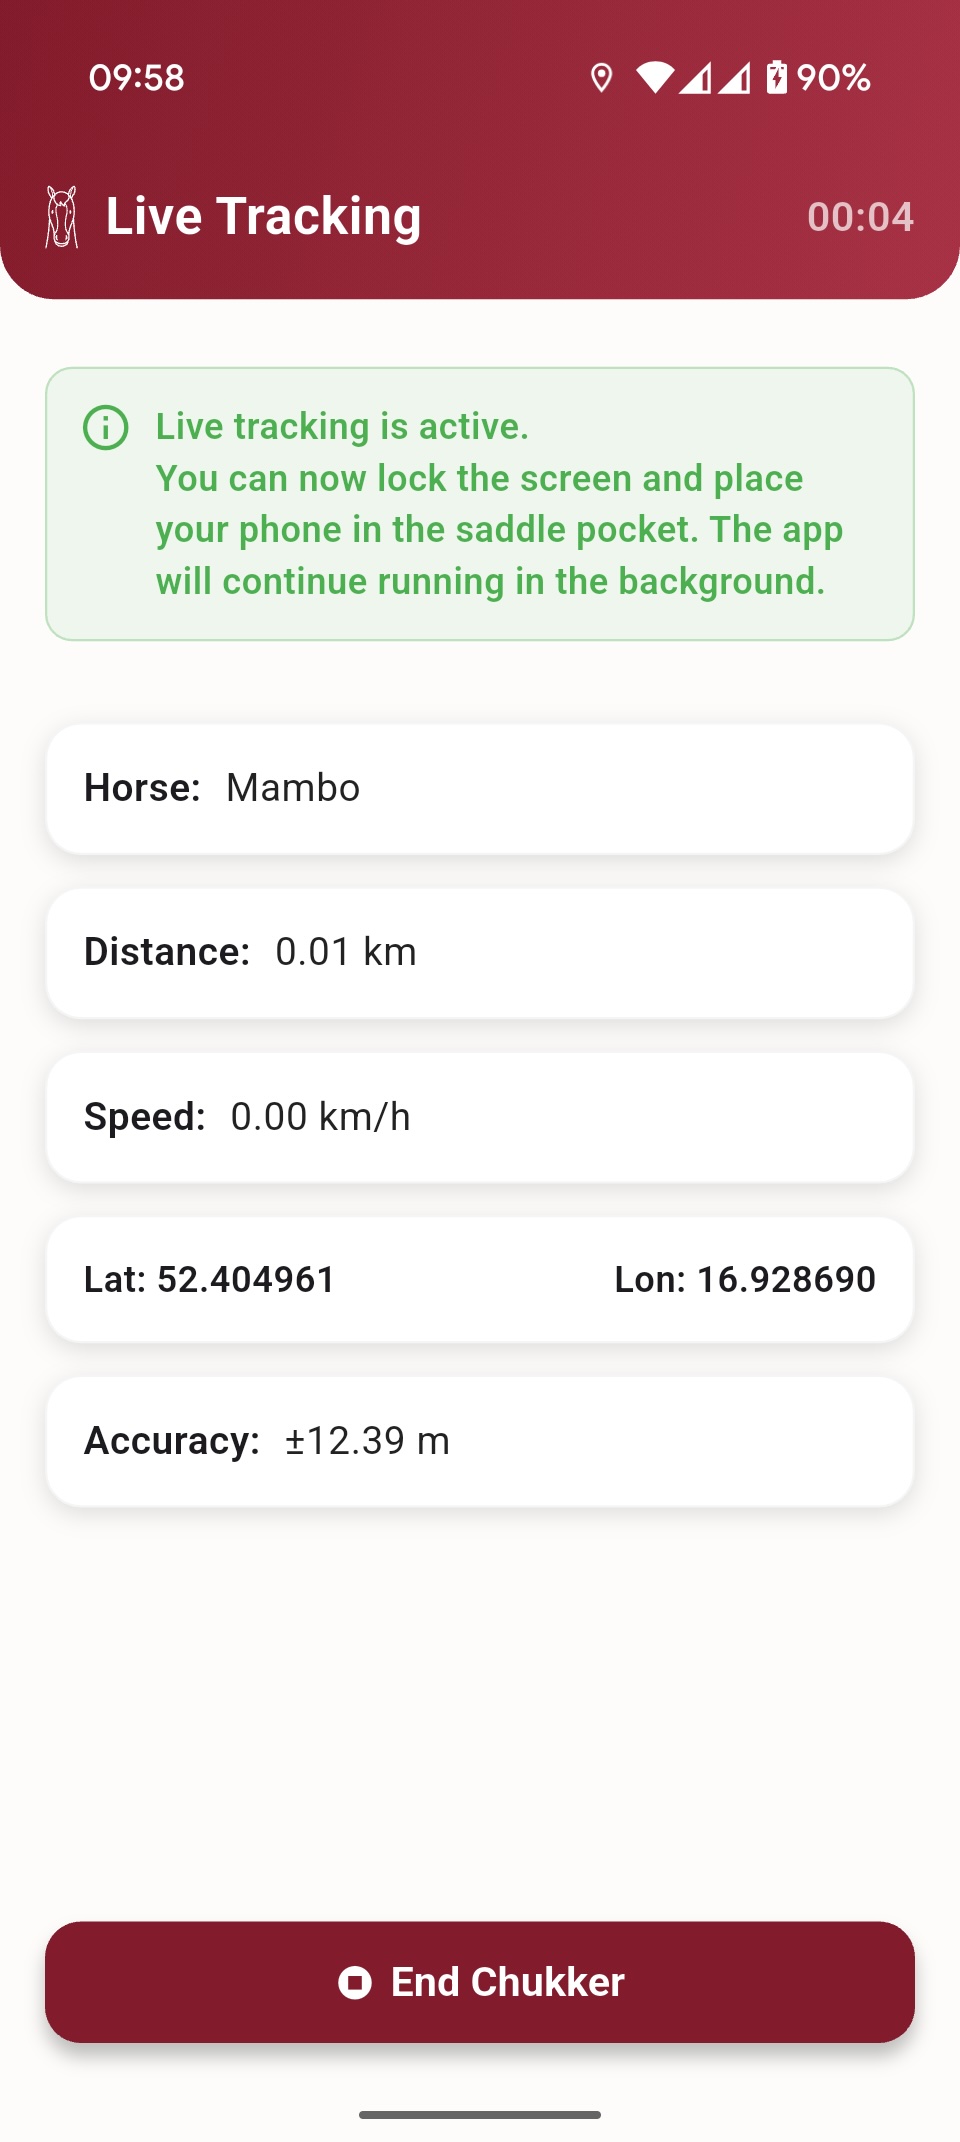 09:58
90%
Live Tracking
00:04
Live tracking is active.
You can now lock the screen and place
your phone in the saddle pocket. The app
will continue running in the background.
Horse: Mambo
Distance: 0.01 km
Speed: 0.00 km/h
Lat: 52.404961
Lon: 16.928690
Accuracy: ±12.39 m
End Chukker